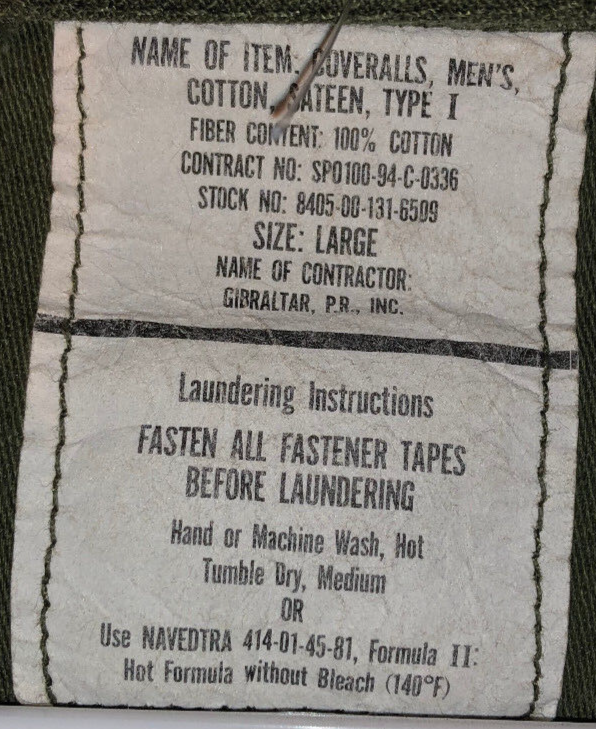 NAME OF ITEM: COVERALLS, MEN'S,
COTTON, SATEEN, TYPE I
FIBER CONTENT: 100% COTTON
CONTRACT NO: SPO100-94-C-0336
STOCK NO: 8405-00-131-6509
SIZE: LARGE
NAME OF CONTRACTOR:
GIBRALTAR, P.R., INC.
Laundering Instructions
FASTEN ALL FASTENER TAPES
BEFORE LAUNDERING
Hand or Machine Wash, Hot
Tumble Dry, Medium
OR
Use NAVEDTRA 414-01-45-81, Formula II:
Hot Formula without Bleach (140°F)